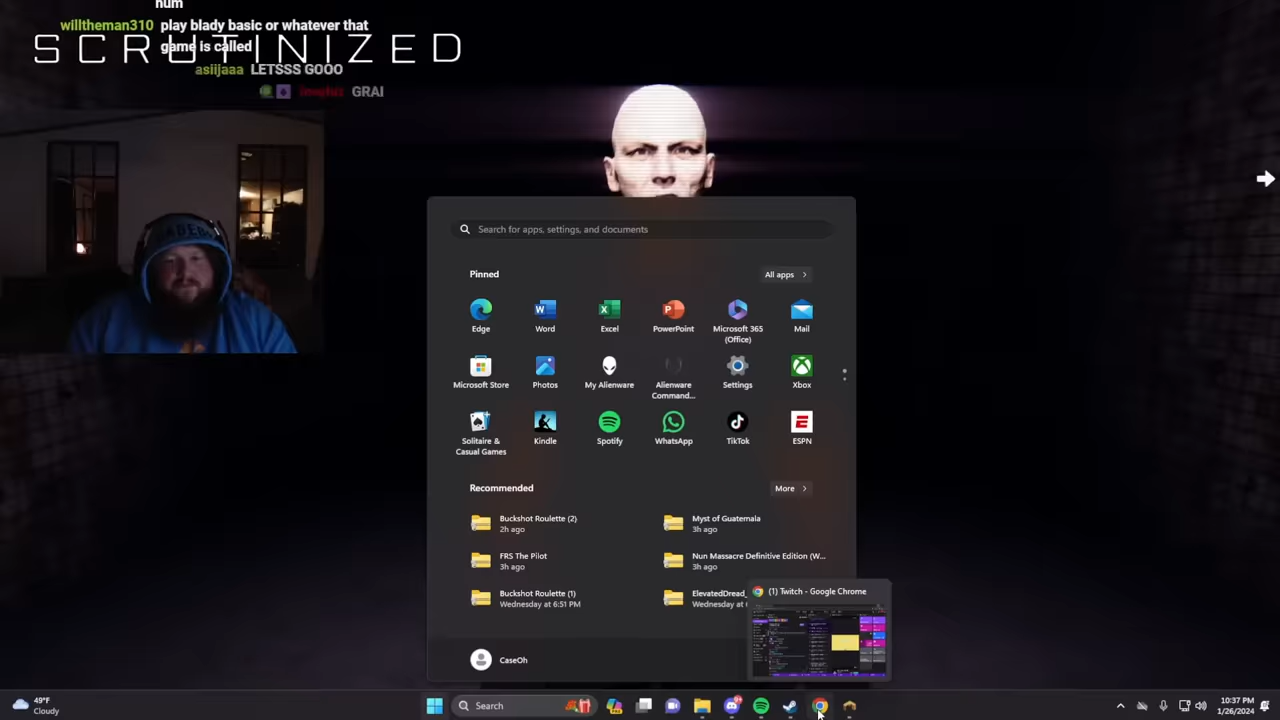 num
willtheman310 play blady basic or whatever that
game is called
SCRUTINIZED
asiijaaa LETSSS GOOO
GRAI
Search for apps, settings, and documents
Pinned
All apps
Edge
Word
Excel
PowerPoint
Microsoft 365
(Office)
Mail
Microsoft Store
Photos
My Alienware
Alienware
Command...
Settings
Xbox
Solitaire &
Casual Games
Kindle
Spotify
WhatsApp
TikTok
ESPN
Recommended
More
Buckshot Roulette (2)
2h ago
Myst of Guatemala
3h ago
FRS The Pilot
3h ago
Nun Massacre Definitive Edition (W...
3h ago
Buckshot Roulette (1)
Wednesday at 6:51 PM
ElevatedDread_
Wednesday at
(1) Twitch - Google Chrome
CaseOh
49°F
Cloudy
Search
10:37 PM
1/26/2024